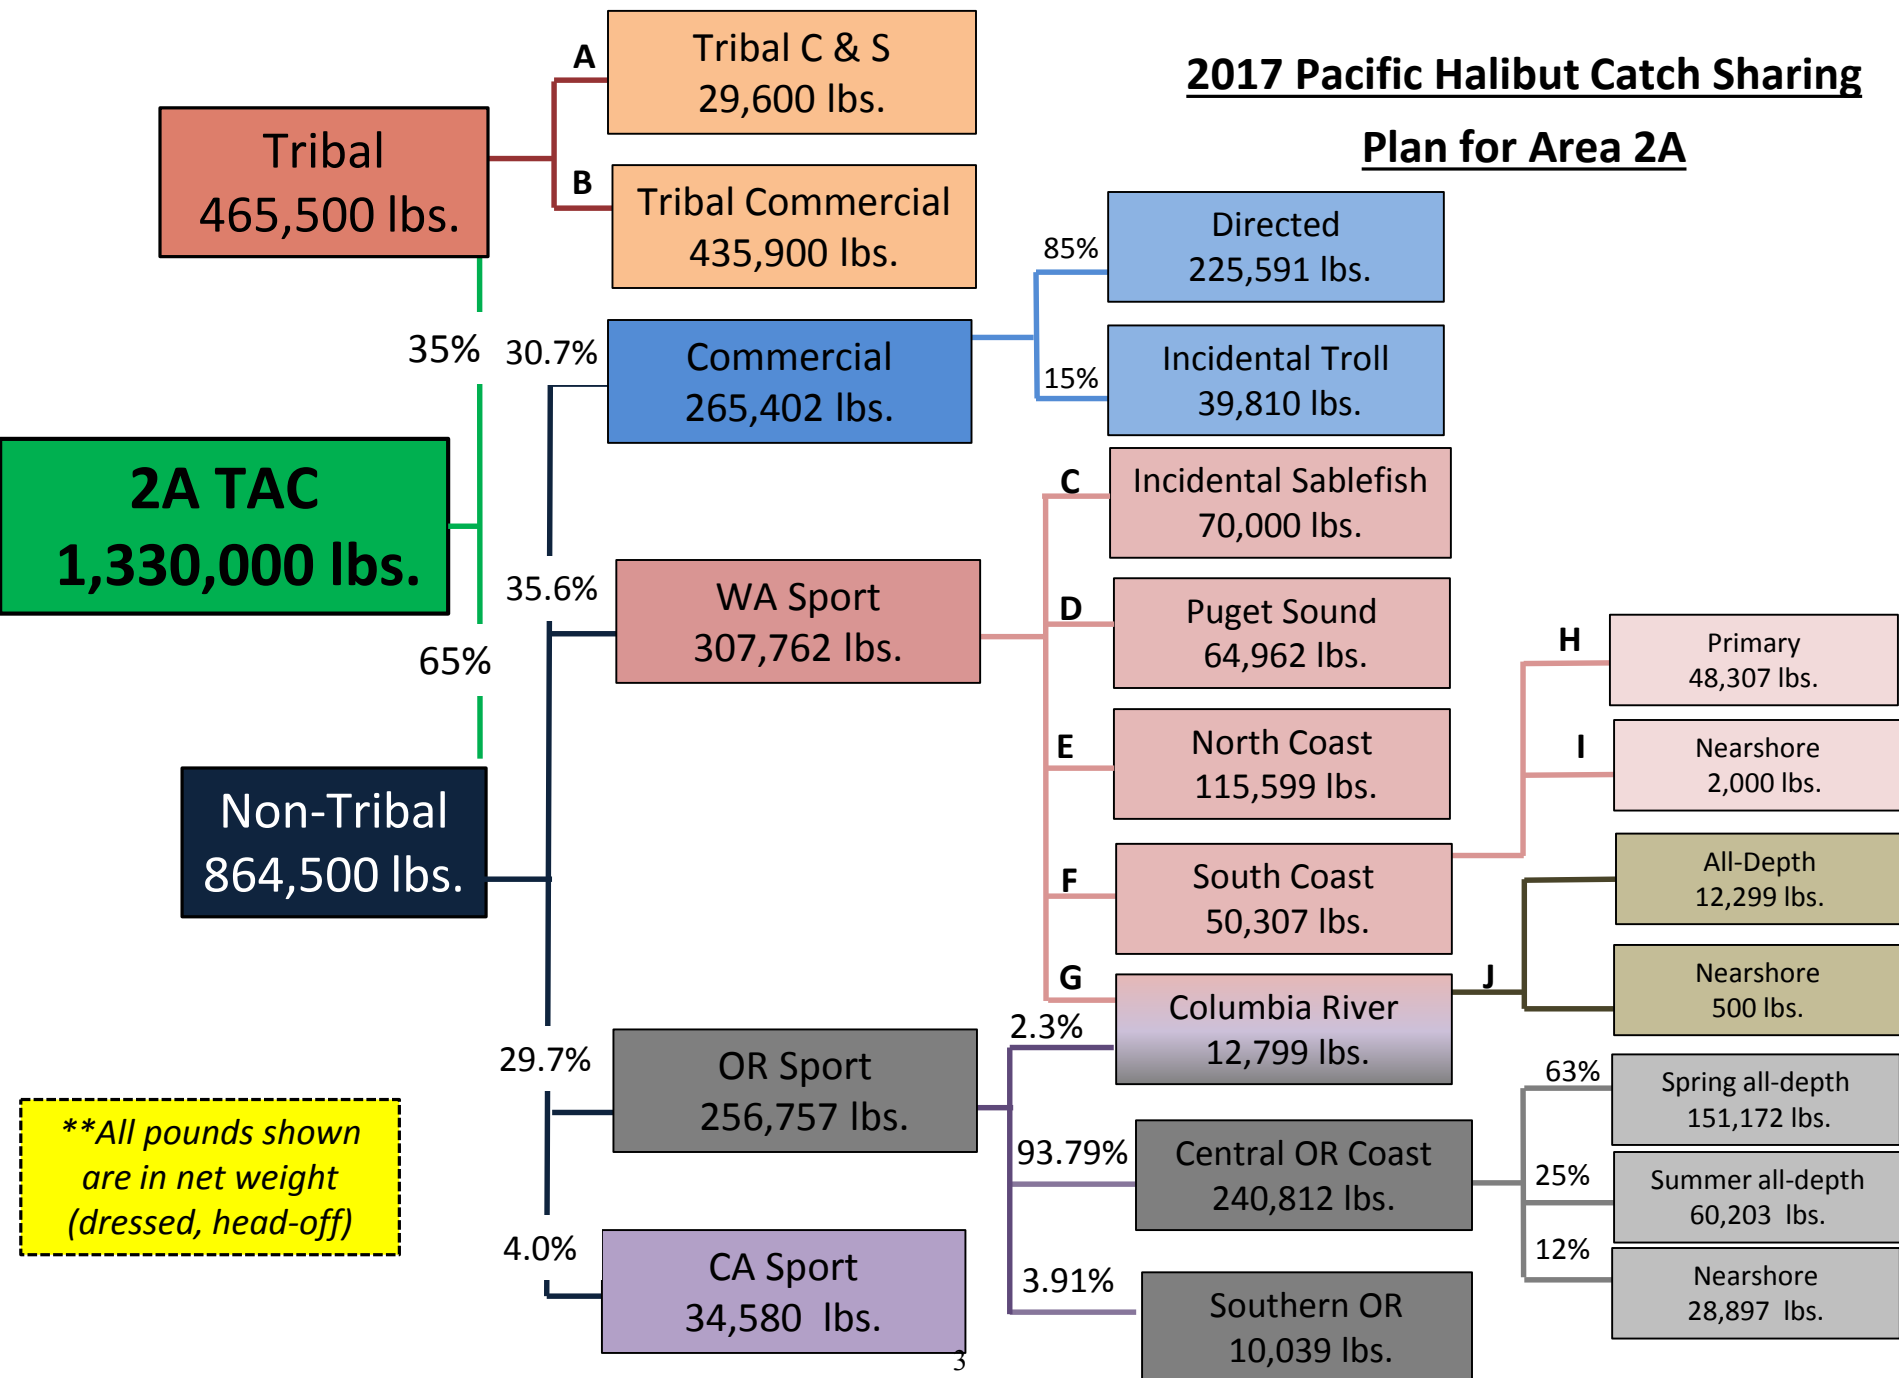 2017 Pacific Halibut Catch Sharing
Plan for Area 2A
A
Tribal C & S
29,600 lbs.
Tribal
465,500 lbs.
B
Tribal Commercial
435,900 lbs.
35%
30.7%
Commercial
265,402 lbs.
85%
Directed
225,591 lbs.
15%
Incidental Troll
39,810 lbs.
2A TAC
1,330,000 lbs.
65%
35.6%
WA Sport
307,762 lbs.
C
Incidental Sablefish
70,000 lbs.
D
Puget Sound
64,962 lbs.
E
North Coast
115,599 lbs.
F
South Coast
50,307 lbs.
G
Columbia River
12,799 lbs.
H
Primary
48,307 lbs.
I
Nearshore
2,000 lbs.
J
All-Depth
12,299 lbs.
Nearshore
500 lbs.
Non-Tribal
864,500 lbs.
29.7%
OR Sport
256,757 lbs.
2.3%
93.79%
Central OR Coast
240,812 lbs.
63%
Spring all-depth
151,172 lbs.
25%
Summer all-depth
60,203 lbs.
12%
Nearshore
28,897 lbs.
3.91%
Southern OR
10,039 lbs.
4.0%
CA Sport
34,580 lbs.
**All pounds shown
are in net weight
(dressed, head-off)
3